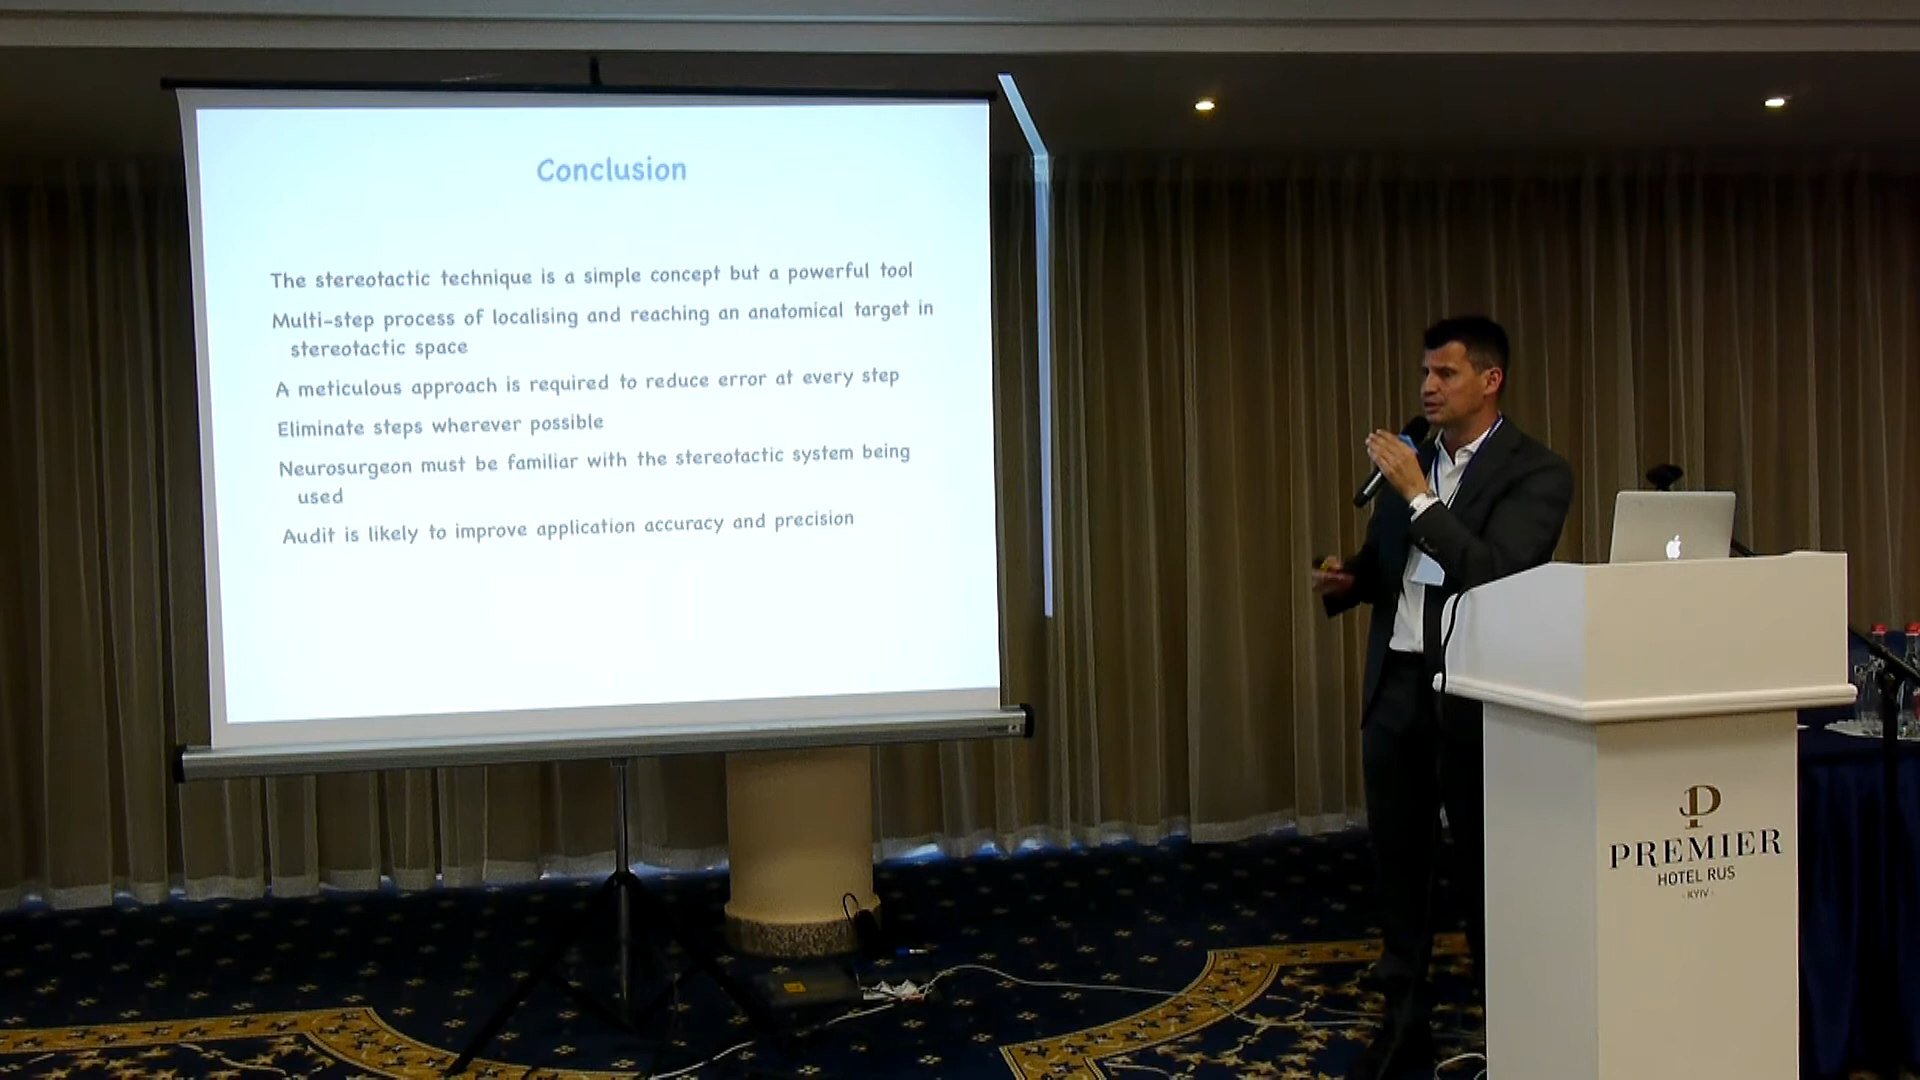 Conclusion
The stereotactic technique is a simple concept but a powerful tool
Multi-step process of localising and reaching an anatomical target in
stereotactic space
A meticulous approach is required to reduce error at every step
Eliminate steps wherever possible
Neurosurgeon must be familiar with the stereotactic system being
used
Audit is likely to improve application accuracy and precision
PREMIER
HOTEL RUS
- KYIV -